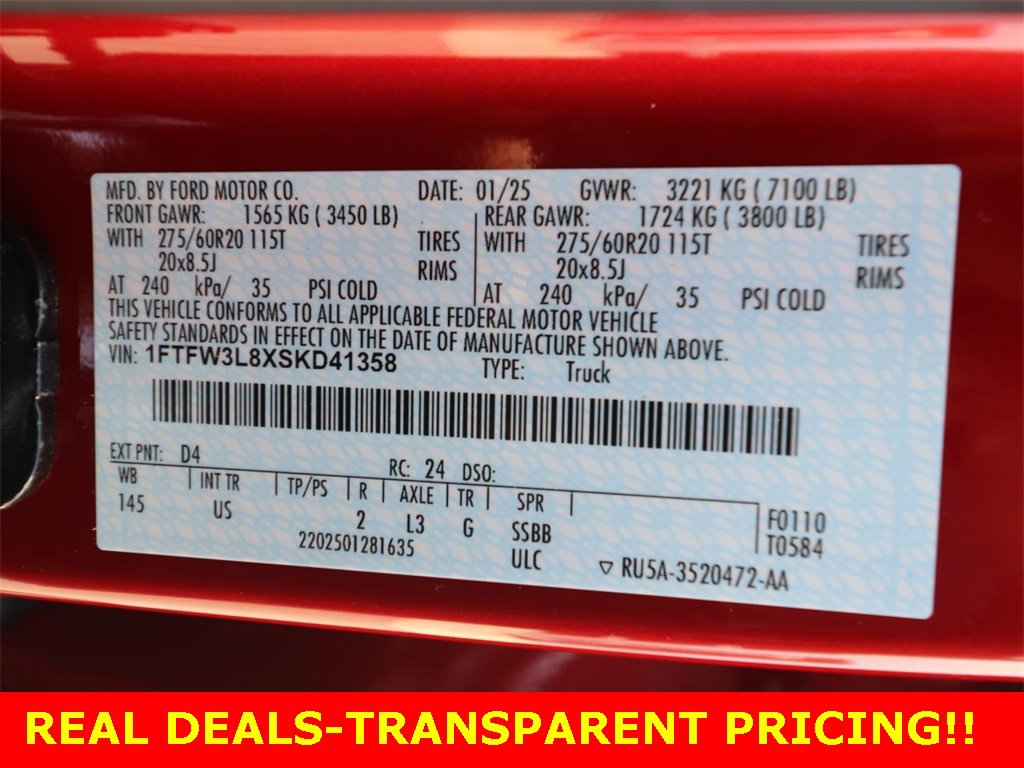 MFD. BY FORD MOTOR CO. DATE: 01/25 GVWR: 3221 KG ( 7100 LB)
FRONT GAWR: 1565 KG ( 3450 LB) REAR GAWR: 1724 KG ( 3800 LB)
WITH 275/60R20 115T TIRES WITH 275/60R20 115T TIRES
20x8.5J RIMS 20x8.5J RIMS
AT 240 kPa/ 35 PSI COLD AT 240 kPa/ 35 PSI COLD
THIS VEHICLE CONFORMS TO ALL APPLICABLE FEDERAL MOTOR VEHICLE
SAFETY STANDARDS IN EFFECT ON THE DATE OF MANUFACTURE SHOWN ABOVE.
VIN: 1FTFW3L8XSKD41358 TYPE: Truck
EXT PNT: D4 RC: 24 DSO:
WB INT TR TP/PS R AXLE TR SPR
145 US 2 L3 G SSBB F0110
2202501281635 ULC T0584
RU5A-3520472-AA
REAL DEALS-TRANSPARENT PRICING!!